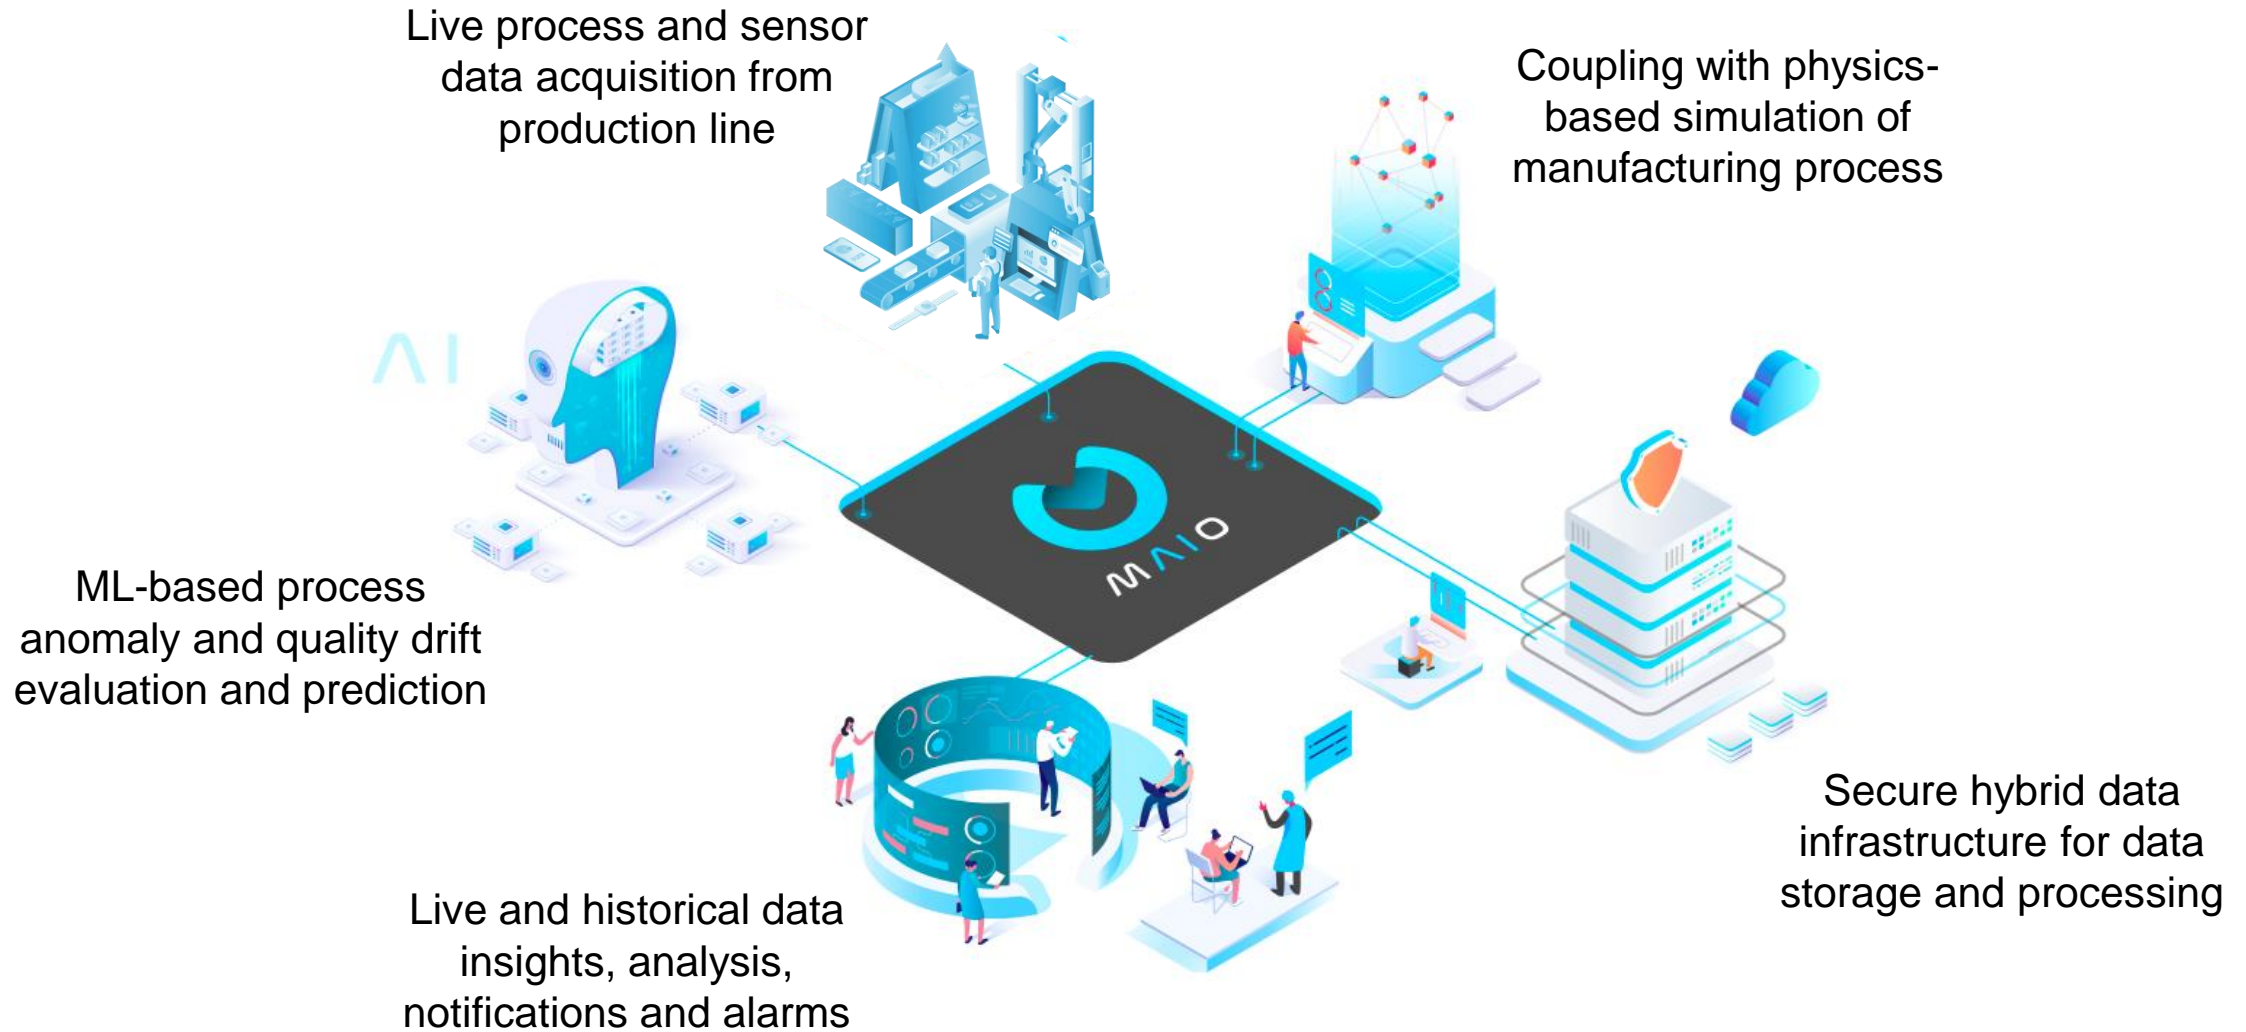 Live process and sensor
data acquisition from
production line
Coupling with physics-
based simulation of
manufacturing process
AI
MAIO
ML-based process
anomaly and quality drift
evaluation and prediction
Secure hybrid data
infrastructure for data
storage and processing
Live and historical data
insights, analysis,
notifications and alarms